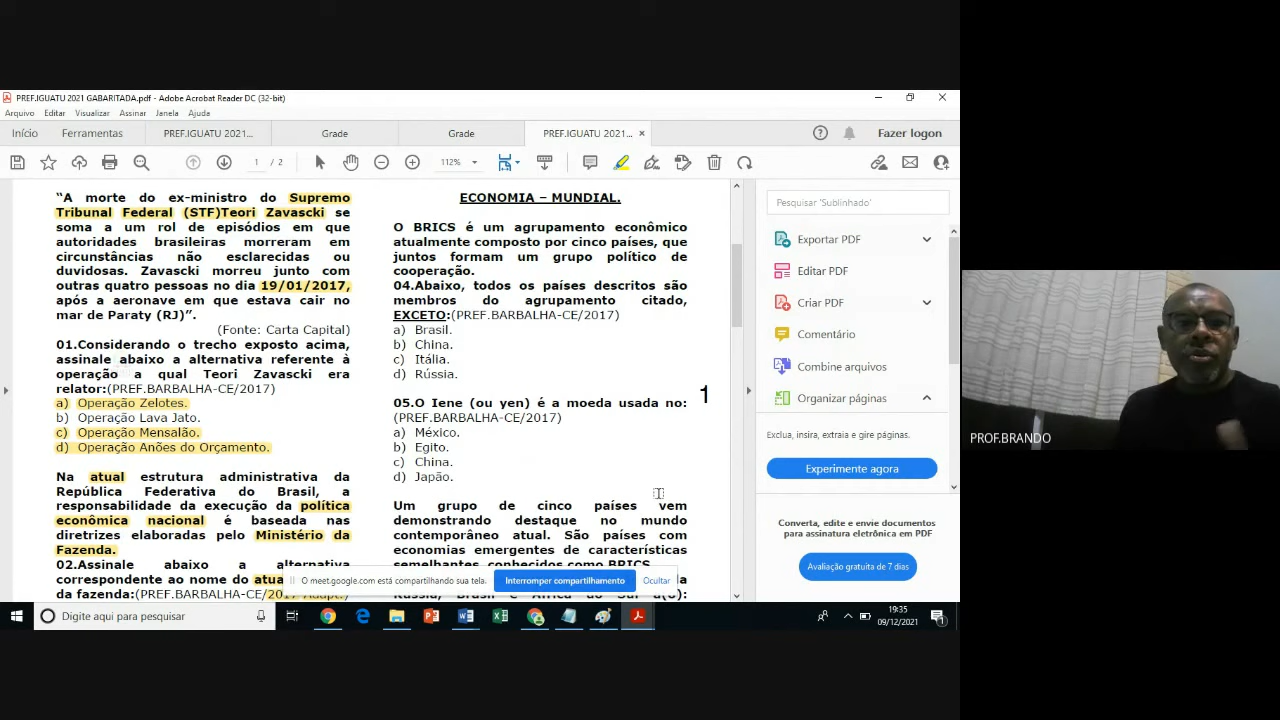 PREF.IGUATU 2021 GABARITADA.pdf - Adobe Acrobat Reader DC (32-bit)
Arquivo Editar Visualizar Assinar Janela Ajuda
Início Ferramentas PREF.IGUATU 2021... Grade Grade PREF.IGUATU 2021... × Fazer logon
1 / 2 112%
“A morte do ex-ministro do Supremo
Tribunal Federal (STF)Teori Zavascki se
soma a um rol de episódios em que
autoridades brasileiras morreram em
circunstâncias não esclarecidas ou
duvidosas. Zavascki morreu junto com
outras quatro pessoas no dia 19/01/2017,
após a aeronave em que estava cair no
mar de Paraty (RJ)”.
(Fonte: Carta Capital)
01.Considerando o trecho exposto acima,
assinale abaixo a alternativa referente à
operação a qual Teori Zavascki era
relator:(PREF.BARBALHA-CE/2017)
a) Operação Zelotes.
b) Operação Lava Jato.
c) Operação Mensalão.
d) Operação Anões do Orçamento.
Na atual estrutura administrativa da
República Federativa do Brasil, a
responsabilidade da execução da política
econômica nacional é baseada nas
diretrizes elaboradas pelo Ministério da
Fazenda.
02.Assinale abaixo a alternativa
correspondente ao nome do atua
da fazenda:(PREF.BARBALHA-CE/2017 Adapt.)
ECONOMIA – MUNDIAL.
O BRICS é um agrupamento econômico
atualmente composto por cinco países, que
juntos formam um grupo político de
cooperação.
04.Abaixo, todos os países descritos são
membros do agrupamento citado,
EXCETO:(PREF.BARBALHA-CE/2017)
a) Brasil.
b) China.
c) Itália.
d) Rússia.
05.O Iene (ou yen) é a moeda usada no:
(PREF.BARBALHA-CE/2017)
a) México.
b) Egito.
c) China.
d) Japão.
Um grupo de cinco países vem
demonstrando destaque no mundo
contemporâneo atual. São países com
economias emergentes de características
semelhantes, conhecidos como BRICS.
Rússia, Brasil e África do Sul a(o):
1
Pesquisar 'Sublinhado'
Exportar PDF
Editar PDF
Criar PDF
Comentário
Combine arquivos
Organizar páginas
Exclua, insira, extraia e gire páginas.
Experimente agora
Converta, edite e envie documentos
para assinatura eletrônica em PDF
Avaliação gratuita de 7 dias
O meet.google.com está compartilhando sua tela. Interromper compartilhamento Ocultar
Digite aqui para pesquisar
19:35
09/12/2021
PROF.BRANDO